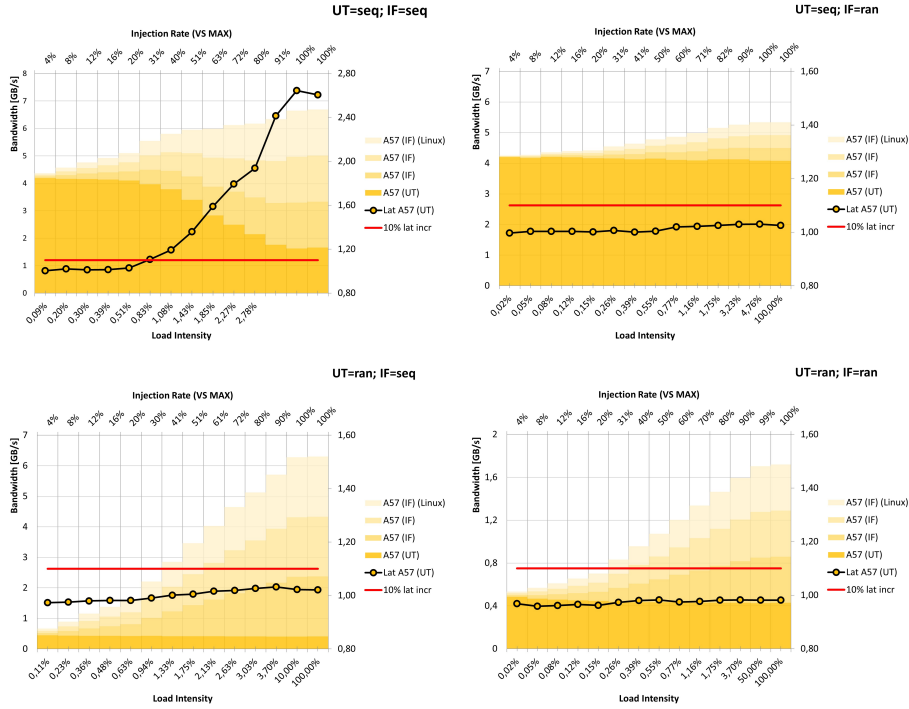 UT=seq; IF=seq
Injection Rate (VS MAX)
4% 8% 12% 16% 20% 31% 40% 51% 62% 72% 80% 91% 100% 100%
Bandwidth [GB/s]
8 7 6 5 4 3 2 1 0
2,80 2,40 2,00 1,60 1,20 0,80
A57 (IF) (Linux)
A57 (IF)
A57 (IF)
A57 (UT)
Lat A57 (UT)
10% lat incr
0,09% 0,20% 0,30% 0,39% 0,51% 0,83% 1,08% 1,43% 1,85% 2,27% 2,78%
Load Intensity
UT=seq; IF=ran
Injection Rate (VS MAX)
4% 8% 12% 16% 20% 31% 41% 51% 60% 71% 81% 90% 100% 100%
Bandwidth [GB/s]
7 6 5 4 3 2 1 0
1,60 1,40 1,20 1,00 0,80
A57 (IF) (Linux)
A57 (IF)
A57 (IF)
A57 (UT)
Lat A57 (UT)
10% lat incr
0,02% 0,05% 0,08% 0,12% 0,15% 0,26% 0,39% 0,55% 0,77% 1,16% 1,75% 3,23% 4,76% 100,00%
Load Intensity
UT=ran; IF=seq
Injection Rate (VS MAX)
4% 8% 12% 16% 20% 30% 41% 51% 63% 71% 80% 90% 100% 100%
Bandwidth [GB/s]
7 6 5 4 3 2 1 0
1,60 1,40 1,20 1,00 0,80
A57 (IF) (Linux)
A57 (IF)
A57 (IF)
A57 (UT)
Lat A57 (UT)
10% lat incr
0,11% 0,23% 0,36% 0,48% 0,63% 0,94% 1,33% 1,75% 2,13% 2,63% 3,03% 3,70% 10,00% 100,00%
Load Intensity
UT=ran; IF=ran
Injection Rate (VS MAX)
4% 8% 12% 16% 20% 31% 40% 50% 60% 70% 80% 90% 99% 100%
Bandwidth [GB/s]
2 1,6 1,2 0,8 0,4 0
1,60 1,40 1,20 1,00 0,80
A57 (IF) (Linux)
A57 (IF)
A57 (IF)
A57 (UT)
Lat A57 (UT)
10% lat incr
0,02% 0,05% 0,08% 0,12% 0,15% 0,26% 0,39% 0,55% 0,77% 1,16% 1,75% 3,70% 50,00% 100,00%
Load Intensity